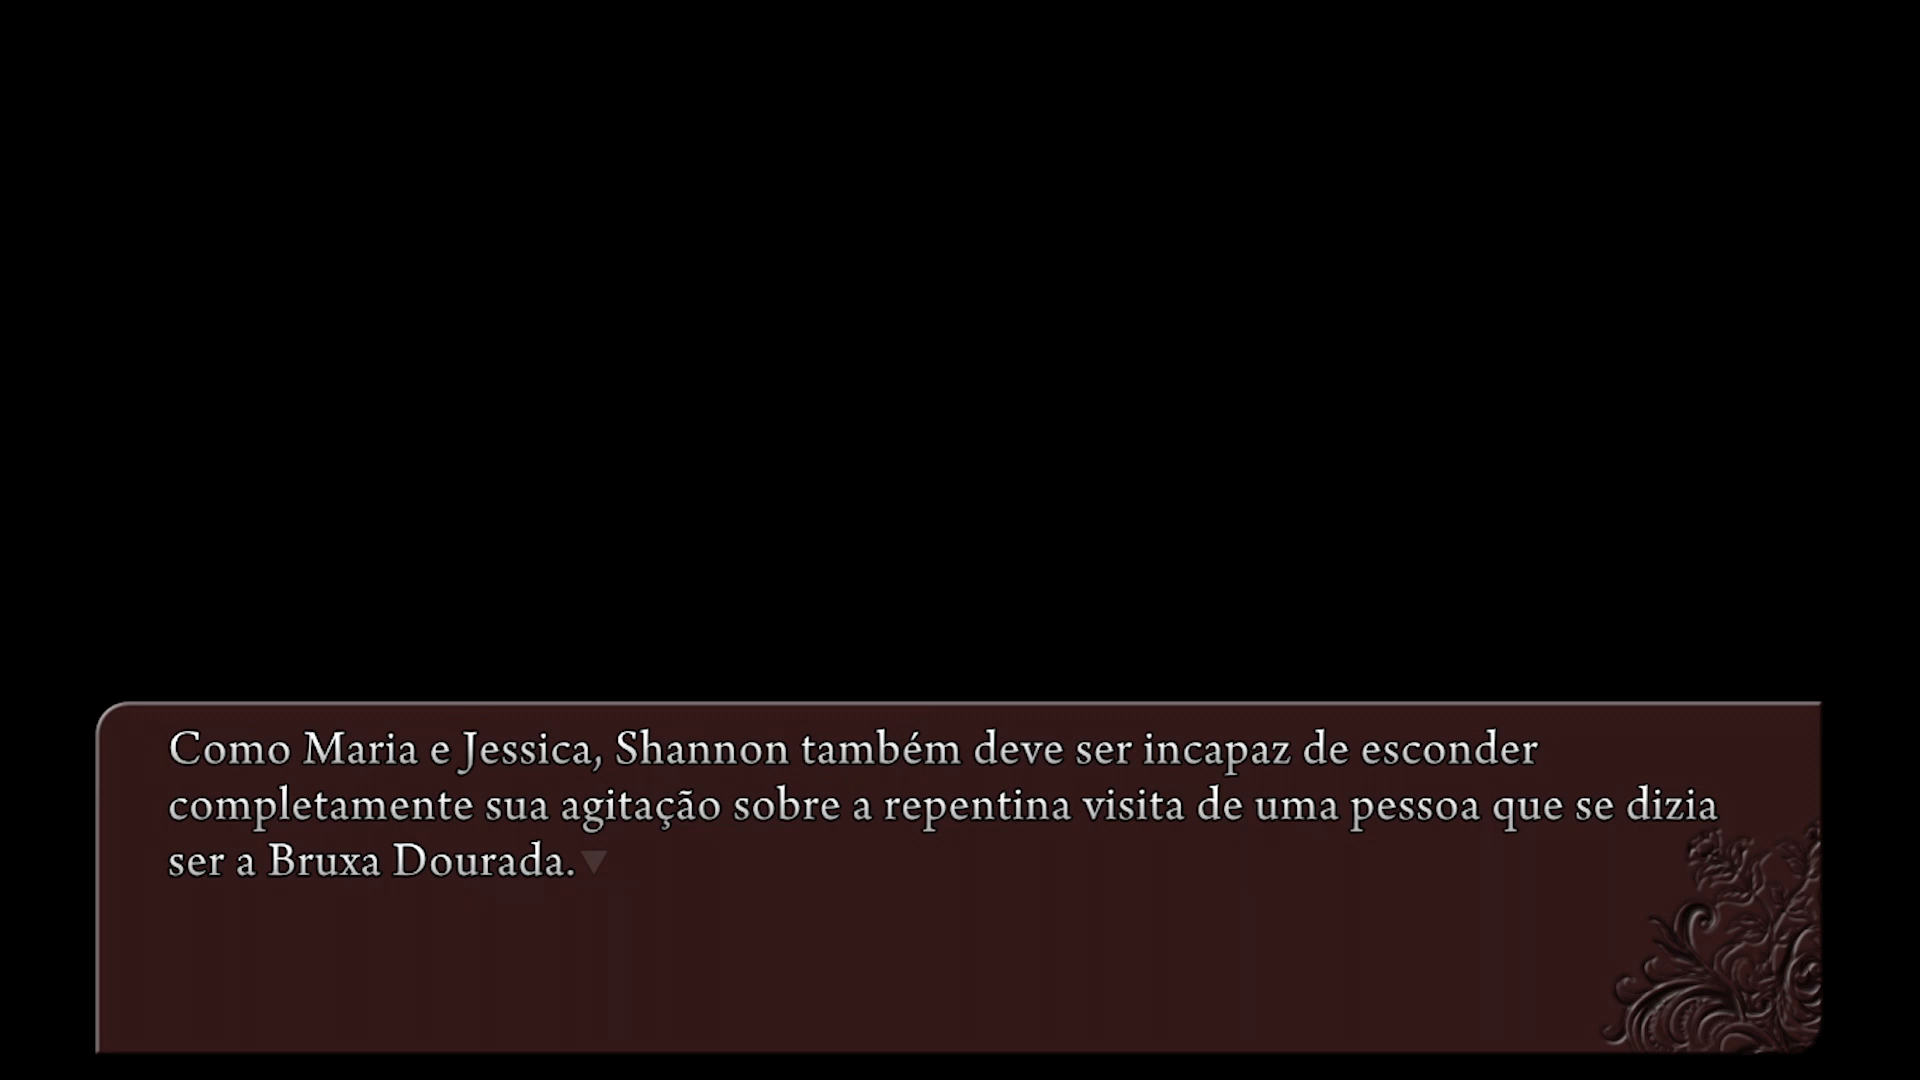 Como Maria e Jessica, Shannon também deve ser incapaz de esconder
completamente sua agitação sobre a repentina visita de uma pessoa que se dizia
ser a Bruxa Dourada.